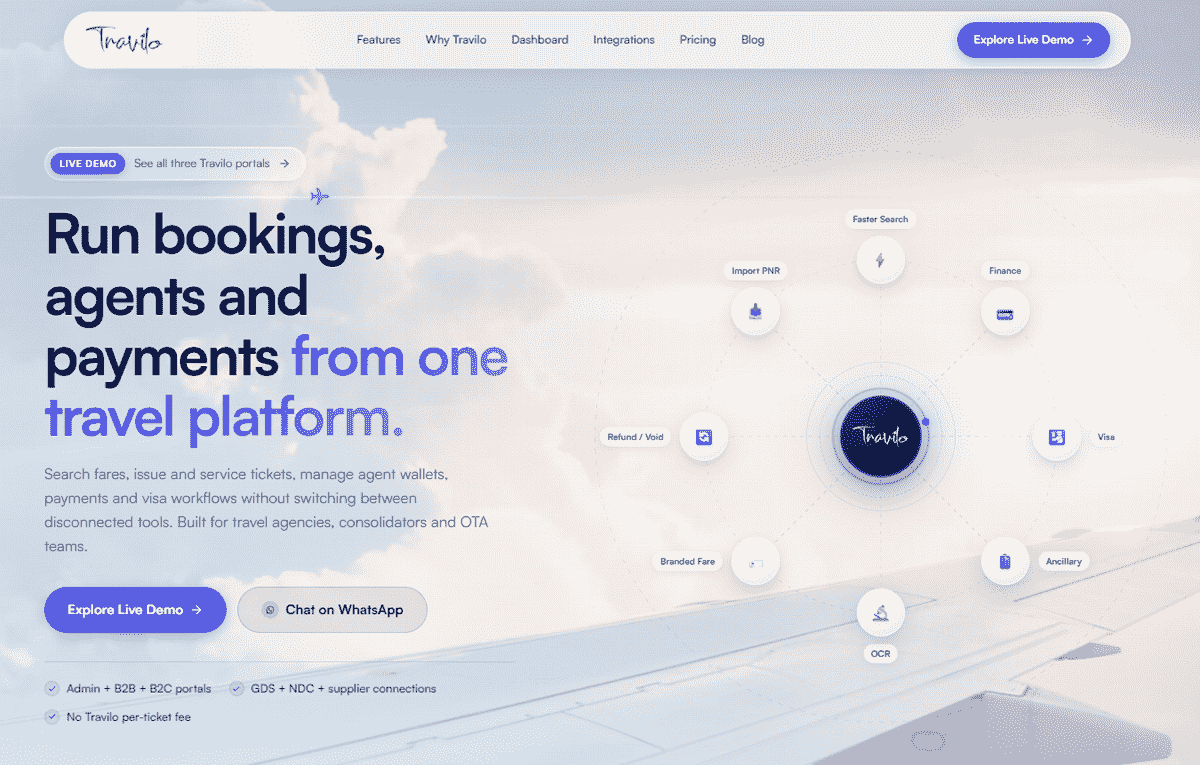 Travilo
Features
Why Travilo
Dashboard
Integrations
Pricing
Blog
Explore Live Demo →
LIVE DEMO See all three Travilo portals →
Run bookings,
agents and
payments from one
travel platform.
Search fares, issue and service tickets, manage agent wallets,
payments and visa workflows without switching between
disconnected tools. Built for travel agencies, consolidators and OTA
teams.
Explore Live Demo →
Chat on WhatsApp
Admin + B2B + B2C portals
GDS + NDC + supplier connections
No Travilo per-ticket fee
Faster Search
Import PNR
Finance
Refund / Void
Travilo
Visa
Branded Fare
Ancillary
OCR